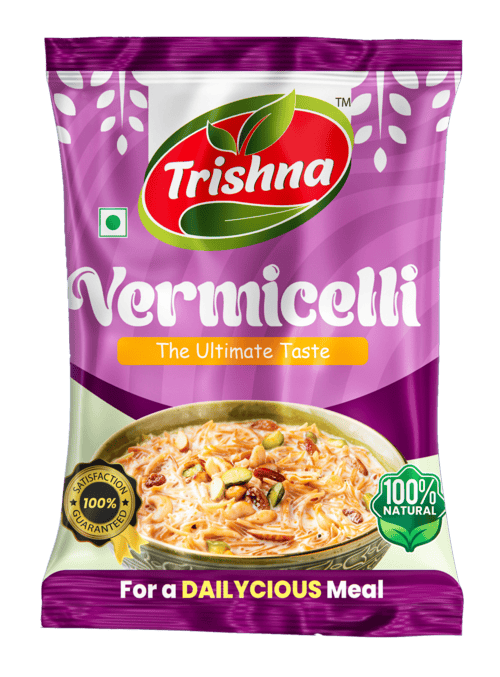 TM
Trishna
Vermicelli
The Ultimate Taste
SATISFACTION
100%
GUARANTEED
100%
NATURAL
For a DAILYCIOUS Meal